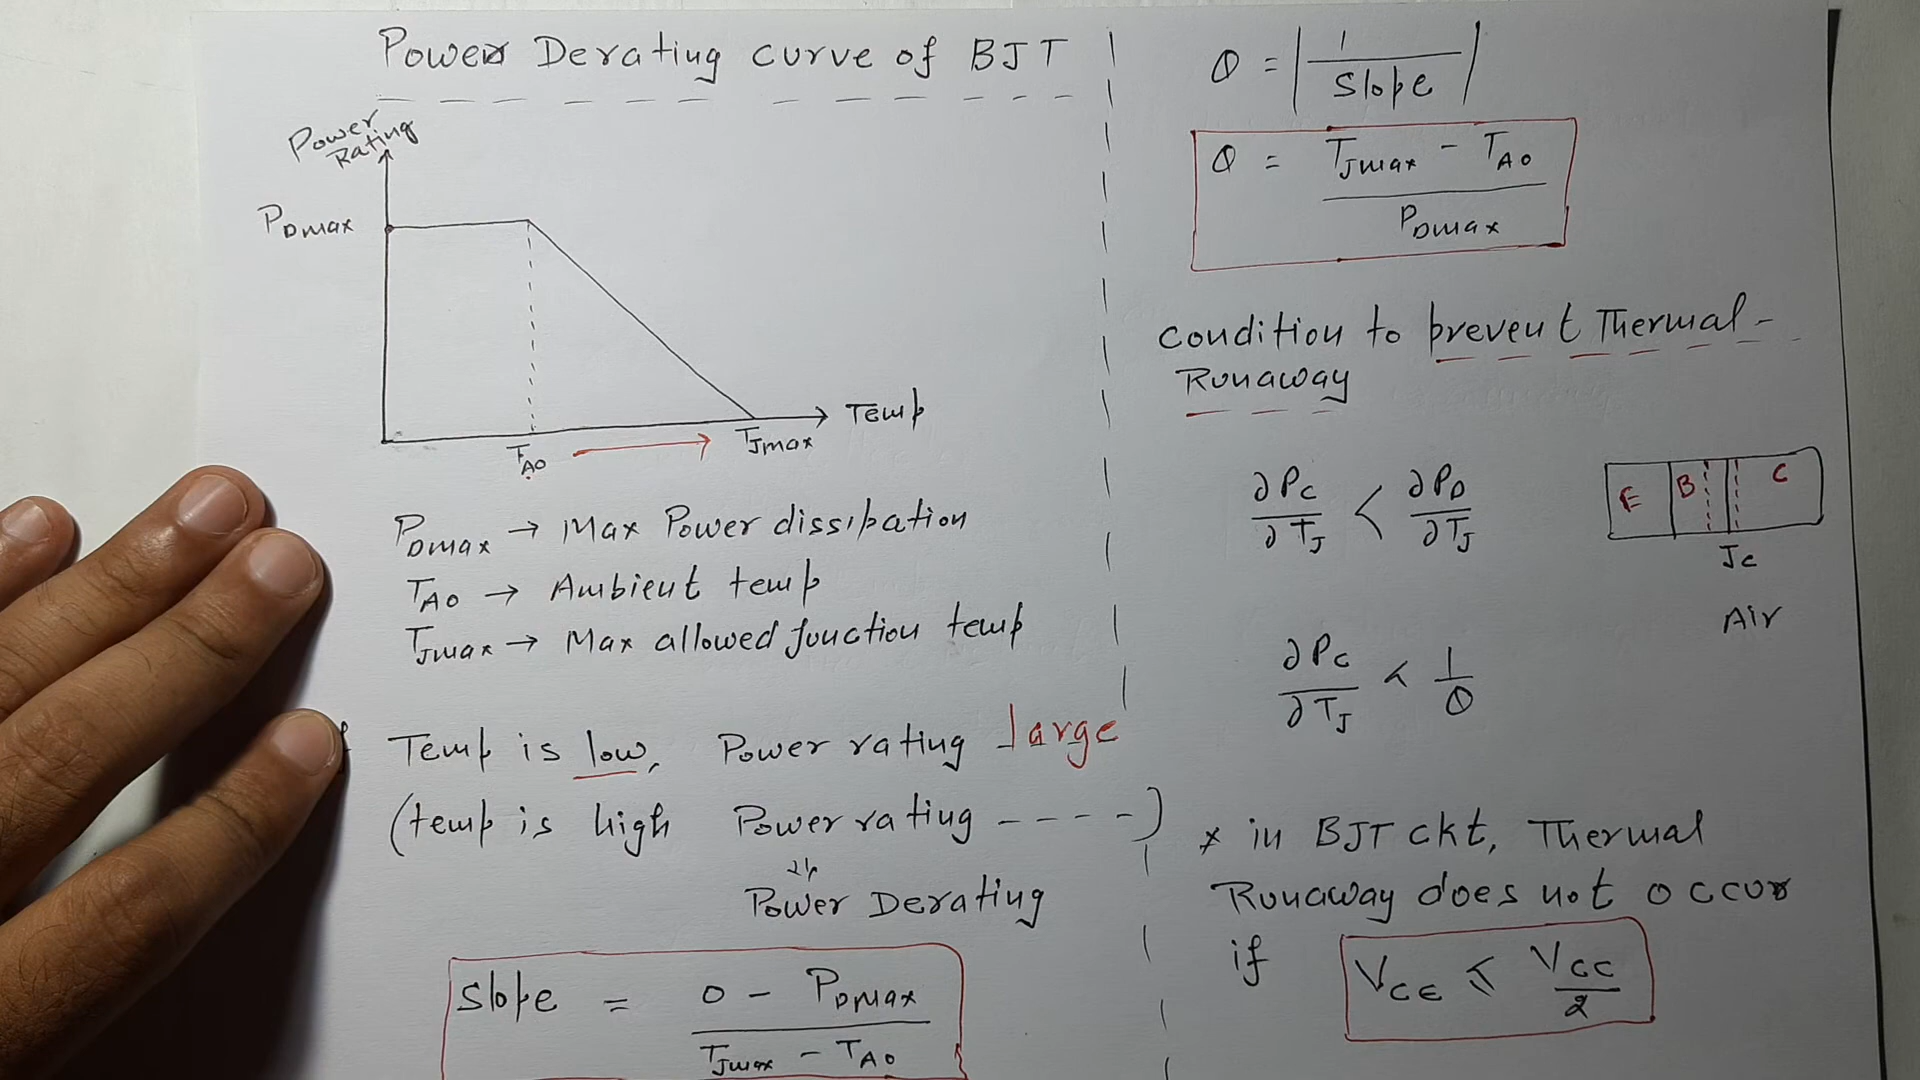 Power Derating curve of BJT
Power
Rating
PDmax
Temp
TAO
TJmax
PDmax → Max Power dissipation
TAO → Ambient temp
TJmax → Max allowed junction temp
Temp is low, Power rating large
(temp is high Power rating ----)
Power Derating
Slope = 0 - PDmax
TJmax - TAO
θ = |1 / Slope|
θ = TJmax - TAO
PDmax
Condition to prevent Thermal-
Runaway
∂PC/∂TJ < ∂PD/∂TJ
E B C
JC
Air
∂PC/∂TJ < 1/θ
* in BJT ckt, Thermal
Runaway does not occur
if VCE ≤ VCC/2